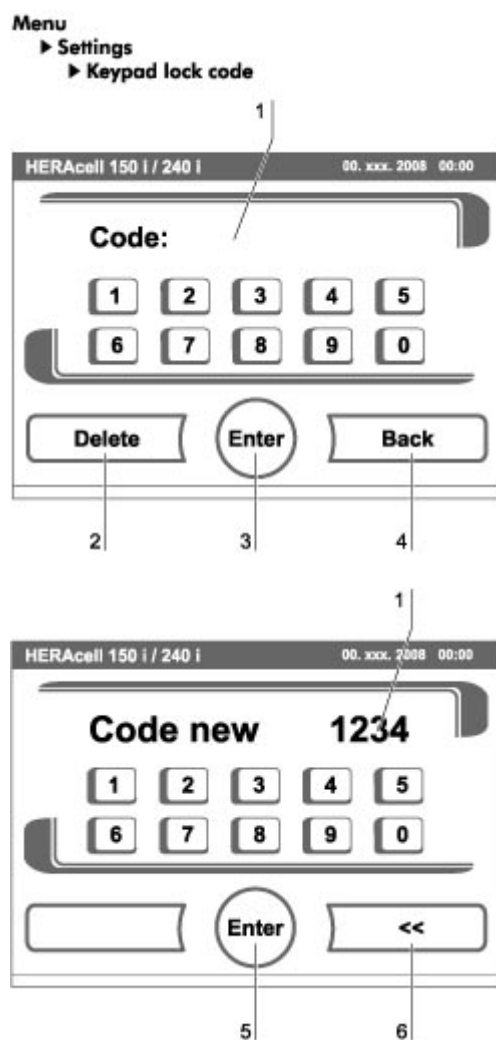 Menu
▶ Settings
▶ Keypad lock code
1
HERAcell 150 i / 240 i 00. xxx. 2008 00:00
Code:
1 2 3 4 5
6 7 8 9 0
Delete Enter Back
2 3 4
1
HERAcell 150 i / 240 i 00. xxx. 2008 00:00
Code new 1234
1 2 3 4 5
6 7 8 9 0
Enter <<
5 6